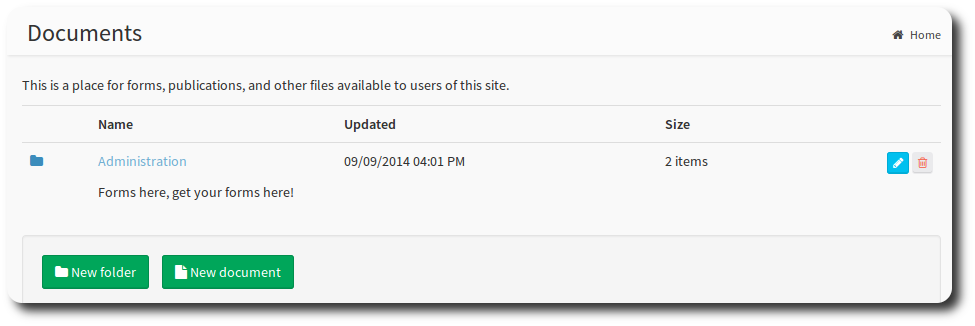 Documents
Home
This is a place for forms, publications, and other files available to users of this site.
Name Updated Size
Administration 09/09/2014 04:01 PM 2 items
Forms here, get your forms here!
New folder New document